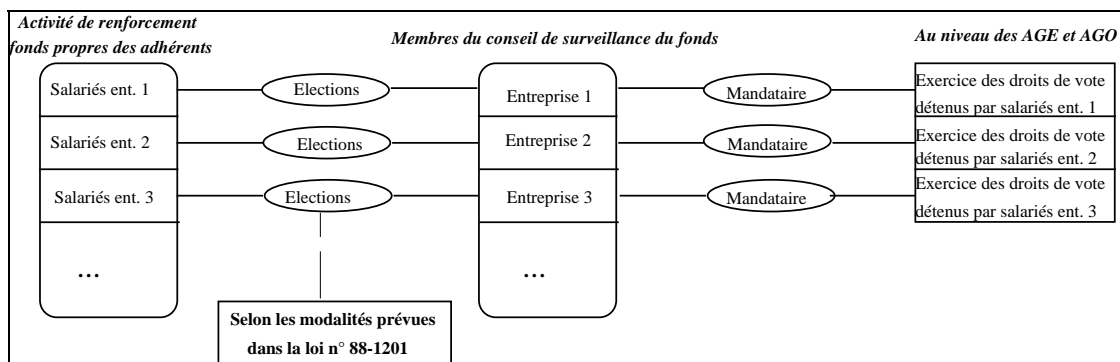 Activité de renforcement
fonds propres des adhérents
Membres du conseil de surveillance du fonds
Au niveau des AGE et AGO
Salariés ent. 1
Elections
Entreprise 1
Mandataire
Exercice des droits de vote
détenus par salariés ent. 1
Salariés ent. 2
Elections
Entreprise 2
Mandataire
Exercice des droits de vote
détenus par salariés ent. 2
Salariés ent. 3
Elections
Entreprise 3
Mandataire
Exercice des droits de vote
détenus par salariés ent. 3
...
...
Selon les modalités prévues
dans la loi n° 88-1201